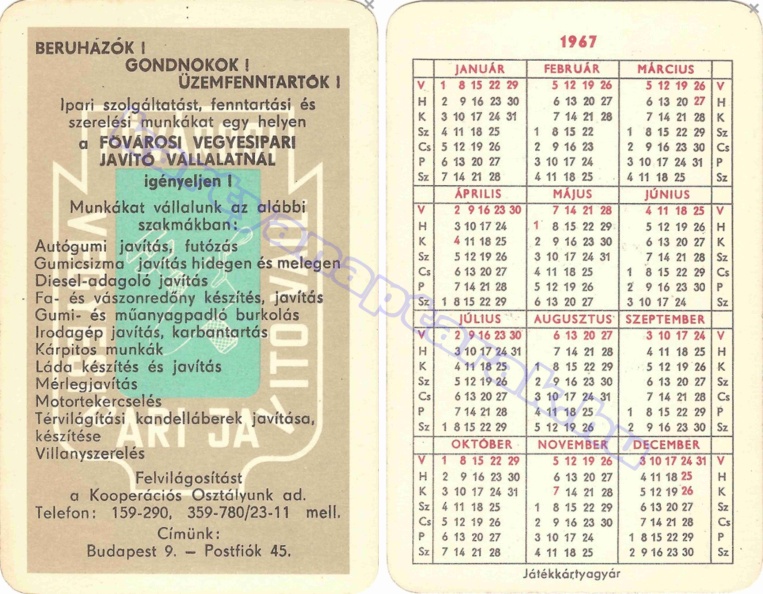 BERUHÁZÓK !
GONDNOKOK !
ÜZEMFENNTARTÓK !
Ipari szolgáltatást, fenntartási és
szerelési munkákat egy helyen
a FŐVÁROSI VEGYESIPARI
JAVÍTÓ VÁLLALATNÁL
igényeljen !
Munkákat vállalunk az alábbi
szakmákban:
Autógumi javítás, futózás
Gumicsizma javítás hidegen és melegen
Diesel-adagoló javítás
Fa- és vászonredőny készítés, javítás
Gumi- és műanyagpadló burkolás
Irodagép javítás, karbantartás
Kárpitos munkák
Láda készítés és javítás
Mérlegjavítás
Motortekercselés
Térvilágítási kandelláberek javítása,
készítése
Villanyszerelés
Felvilágosítást
a Kooperációs Osztályunk ad.
Telefon: 159-290, 359-780/23-11 mell.
Címünk:
Budapest 9. – Postfiók 45.
1967
JANUÁR FEBRUÁR MÁRCIUS
V 1 8 15 22 29 5 12 19 26 5 12 19 26 V
H 2 9 16 23 30 6 13 20 27 6 13 20 27 H
K 3 10 17 24 31 7 14 21 28 7 14 21 28 K
Sz 4 11 18 25 1 8 15 22 1 8 15 22 29 Sz
Cs 5 12 19 26 2 9 16 23 2 9 16 23 30 Cs
P 6 13 20 27 3 10 17 24 3 10 17 24 31 P
Sz 7 14 21 28 4 11 18 25 4 11 18 25 Sz
ÁPRILIS MÁJUS JÚNIUS
V 2 9 16 23 30 7 14 21 28 4 11 18 25 V
H 3 10 17 24 1 8 15 22 29 5 12 19 26 H
K 4 11 18 25 2 9 16 23 30 6 13 20 27 K
Sz 5 12 19 26 3 10 17 24 31 7 14 21 28 Sz
Cs 6 13 20 27 4 11 18 25 1 8 15 22 29 Cs
P 7 14 21 28 5 12 19 26 2 9 16 23 30 P
Sz 1 8 15 22 29 6 13 20 27 3 10 17 24 Sz
JÚLIUS AUGUSZTUS SZEPTEMBER
V 2 9 16 23 30 6 13 20 27 3 10 17 24 V
H 3 10 17 24 31 7 14 21 28 4 11 18 25 H
K 4 11 18 25 1 8 15 22 29 5 12 19 26 K
Sz 5 12 19 26 2 9 16 23 30 6 13 20 27 Sz
Cs 6 13 20 27 3 10 17 24 31 7 14 21 28 Cs
P 7 14 21 28 4 11 18 25 1 8 15 22 29 P
Sz 1 8 15 22 29 5 12 19 26 2 9 16 23 30 Sz
OKTÓBER NOVEMBER DECEMBER
V 1 8 15 22 29 5 12 19 26 3 10 17 24 31 V
H 2 9 16 23 30 6 13 20 27 4 11 18 25 H
K 3 10 17 24 31 7 14 21 28 5 12 19 26 K
Sz 4 11 18 25 1 8 15 22 29 6 13 20 27 Sz
Cs 5 12 19 26 2 9 16 23 30 7 14 21 28 Cs
P 6 13 20 27 3 10 17 24 1 8 15 22 29 P
Sz 7 14 21 28 4 11 18 25 2 9 16 23 30 Sz
Játékkártyagyár